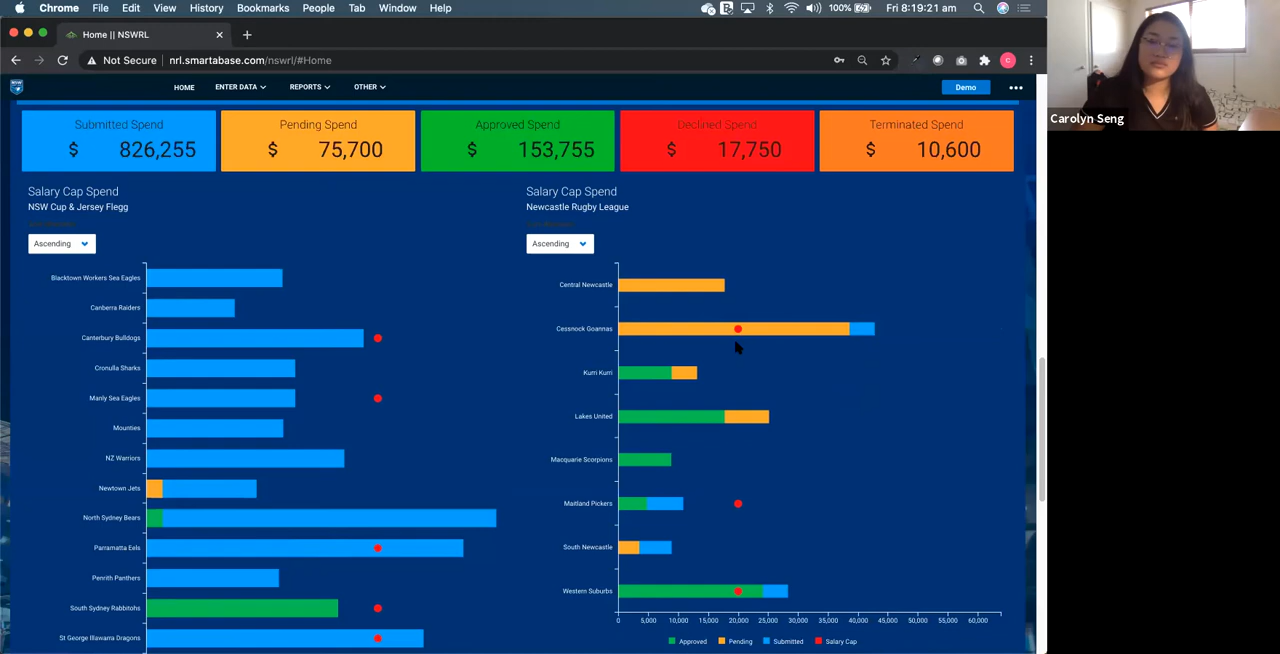 Chrome File Edit View History Bookmarks People Tab Window Help 100% Fri 8:19:21 am
Home || NSWRL
Not Secure nrl.smartabase.com/nswrl/#Home
HOME ENTER DATA REPORTS OTHER Demo
Submitted Spend Pending Spend Approved Spend Declined Spend Terminated Spend
$ 826,255 $ 75,700 $ 153,755 $ 17,750 $ 10,600
Salary Cap Spend
NSW Cup & Jersey Flegg
Ascending
Blacktown Workers Sea Eagles
Canberra Raiders
Canterbury Bulldogs
Cronulla Sharks
Manly Sea Eagles
Mounties
NZ Warriors
Newtown Jets
North Sydney Bears
Parramatta Eels
Penrith Panthers
South Sydney Rabbitohs
St George Illawarra Dragons
Salary Cap Spend
Newcastle Rugby League
Ascending
Central Newcastle
Cessnock Goannas
Kurri Kurri
Lakes United
Macquarie Scorpions
Maitland Pickers
South Newcastle
Western Suburbs
0 5,000 10,000 15,000 20,000 25,000 30,000 35,000 40,000 45,000 50,000 55,000 60,000
Approved Pending Submitted Salary Cap
Carolyn Seng